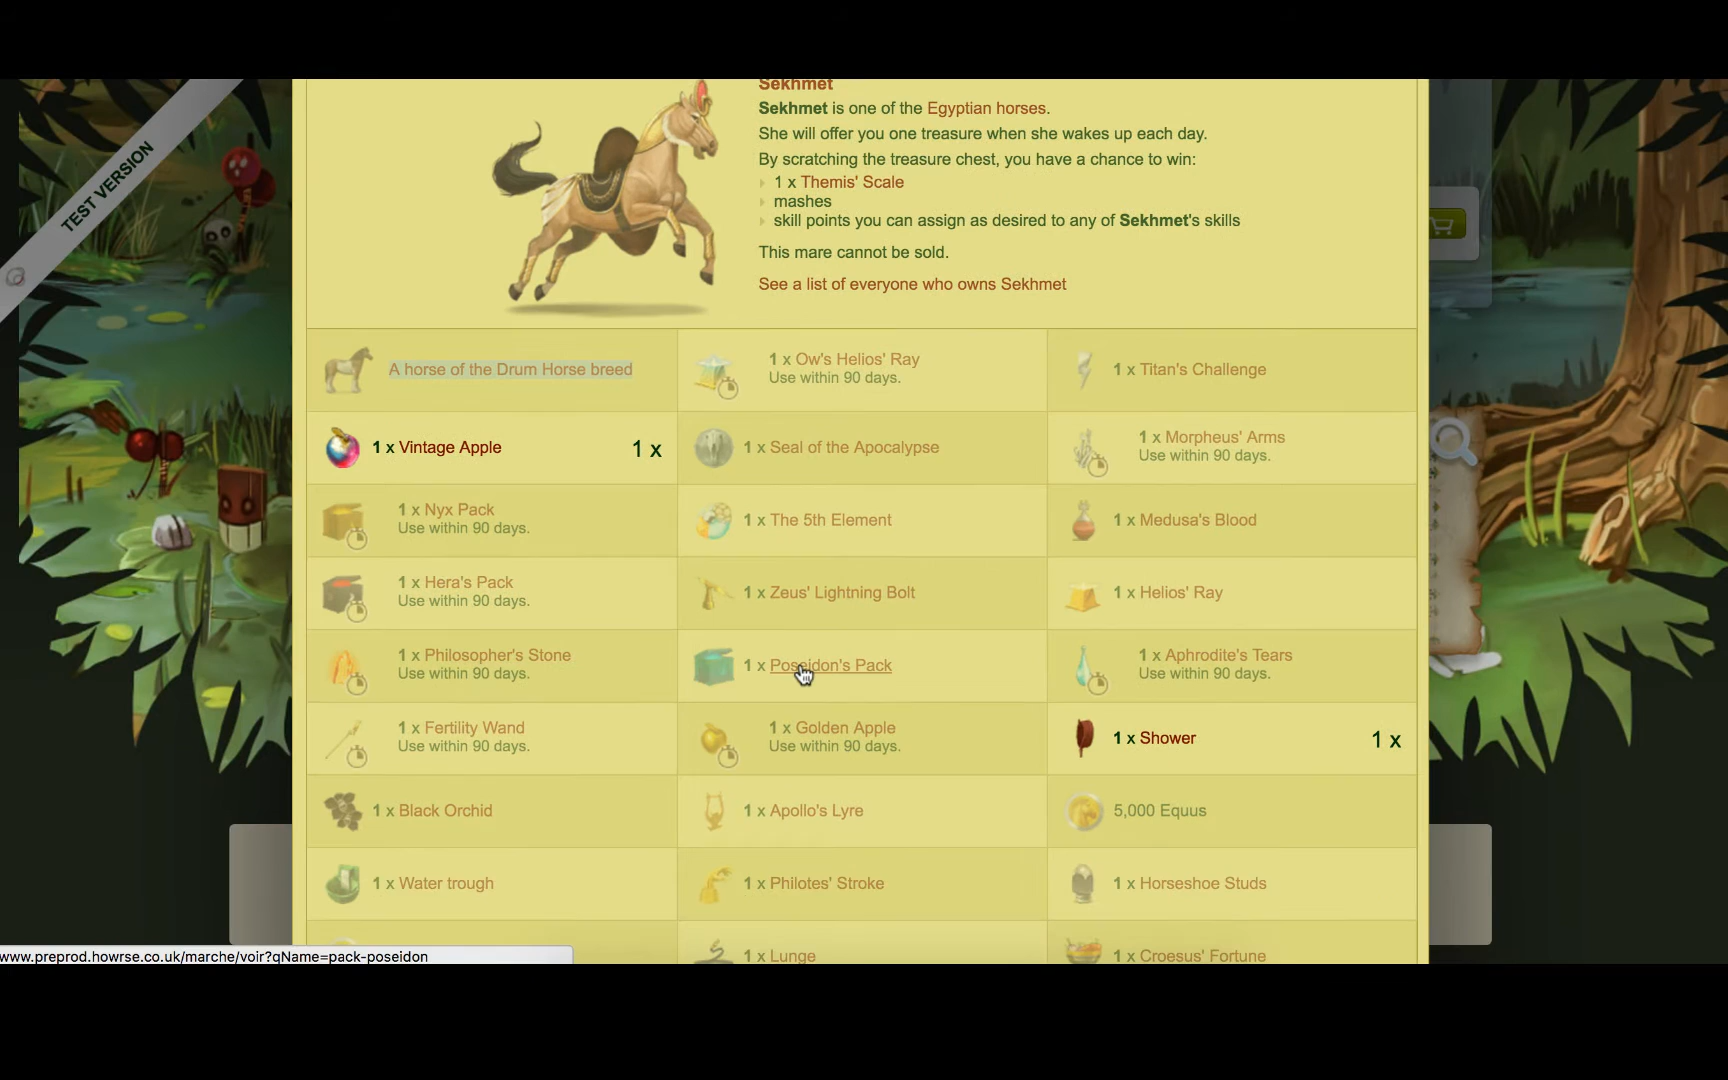 TEST VERSION
Sekhmet
Sekhmet is one of the Egyptian horses.
She will offer you one treasure when she wakes up each day.
By scratching the treasure chest, you have a chance to win:
1 x Themis' Scale
mashes
skill points you can assign as desired to any of Sekhmet's skills
This mare cannot be sold.
See a list of everyone who owns Sekhmet
A horse of the Drum Horse breed
1 x Ow's Helios' Ray
Use within 90 days.
1 x Titan's Challenge
1 x Vintage Apple 1 x
1 x Seal of the Apocalypse
1 x Morpheus' Arms
Use within 90 days.
1 x Nyx Pack
Use within 90 days.
1 x The 5th Element
1 x Medusa's Blood
1 x Hera's Pack
Use within 90 days.
1 x Zeus' Lightning Bolt
1 x Helios' Ray
1 x Philosopher's Stone
Use within 90 days.
1 x Poseidon's Pack
1 x Aphrodite's Tears
Use within 90 days.
1 x Fertility Wand
Use within 90 days.
1 x Golden Apple
Use within 90 days.
1 x Shower 1 x
1 x Black Orchid
1 x Apollo's Lyre
5,000 Equus
1 x Water trough
1 x Philotes' Stroke
1 x Horseshoe Studs
1 x Lunge
1 x Croesus' Fortune
www.preprod.howrse.co.uk/marche/voir?qName=pack-poseidon